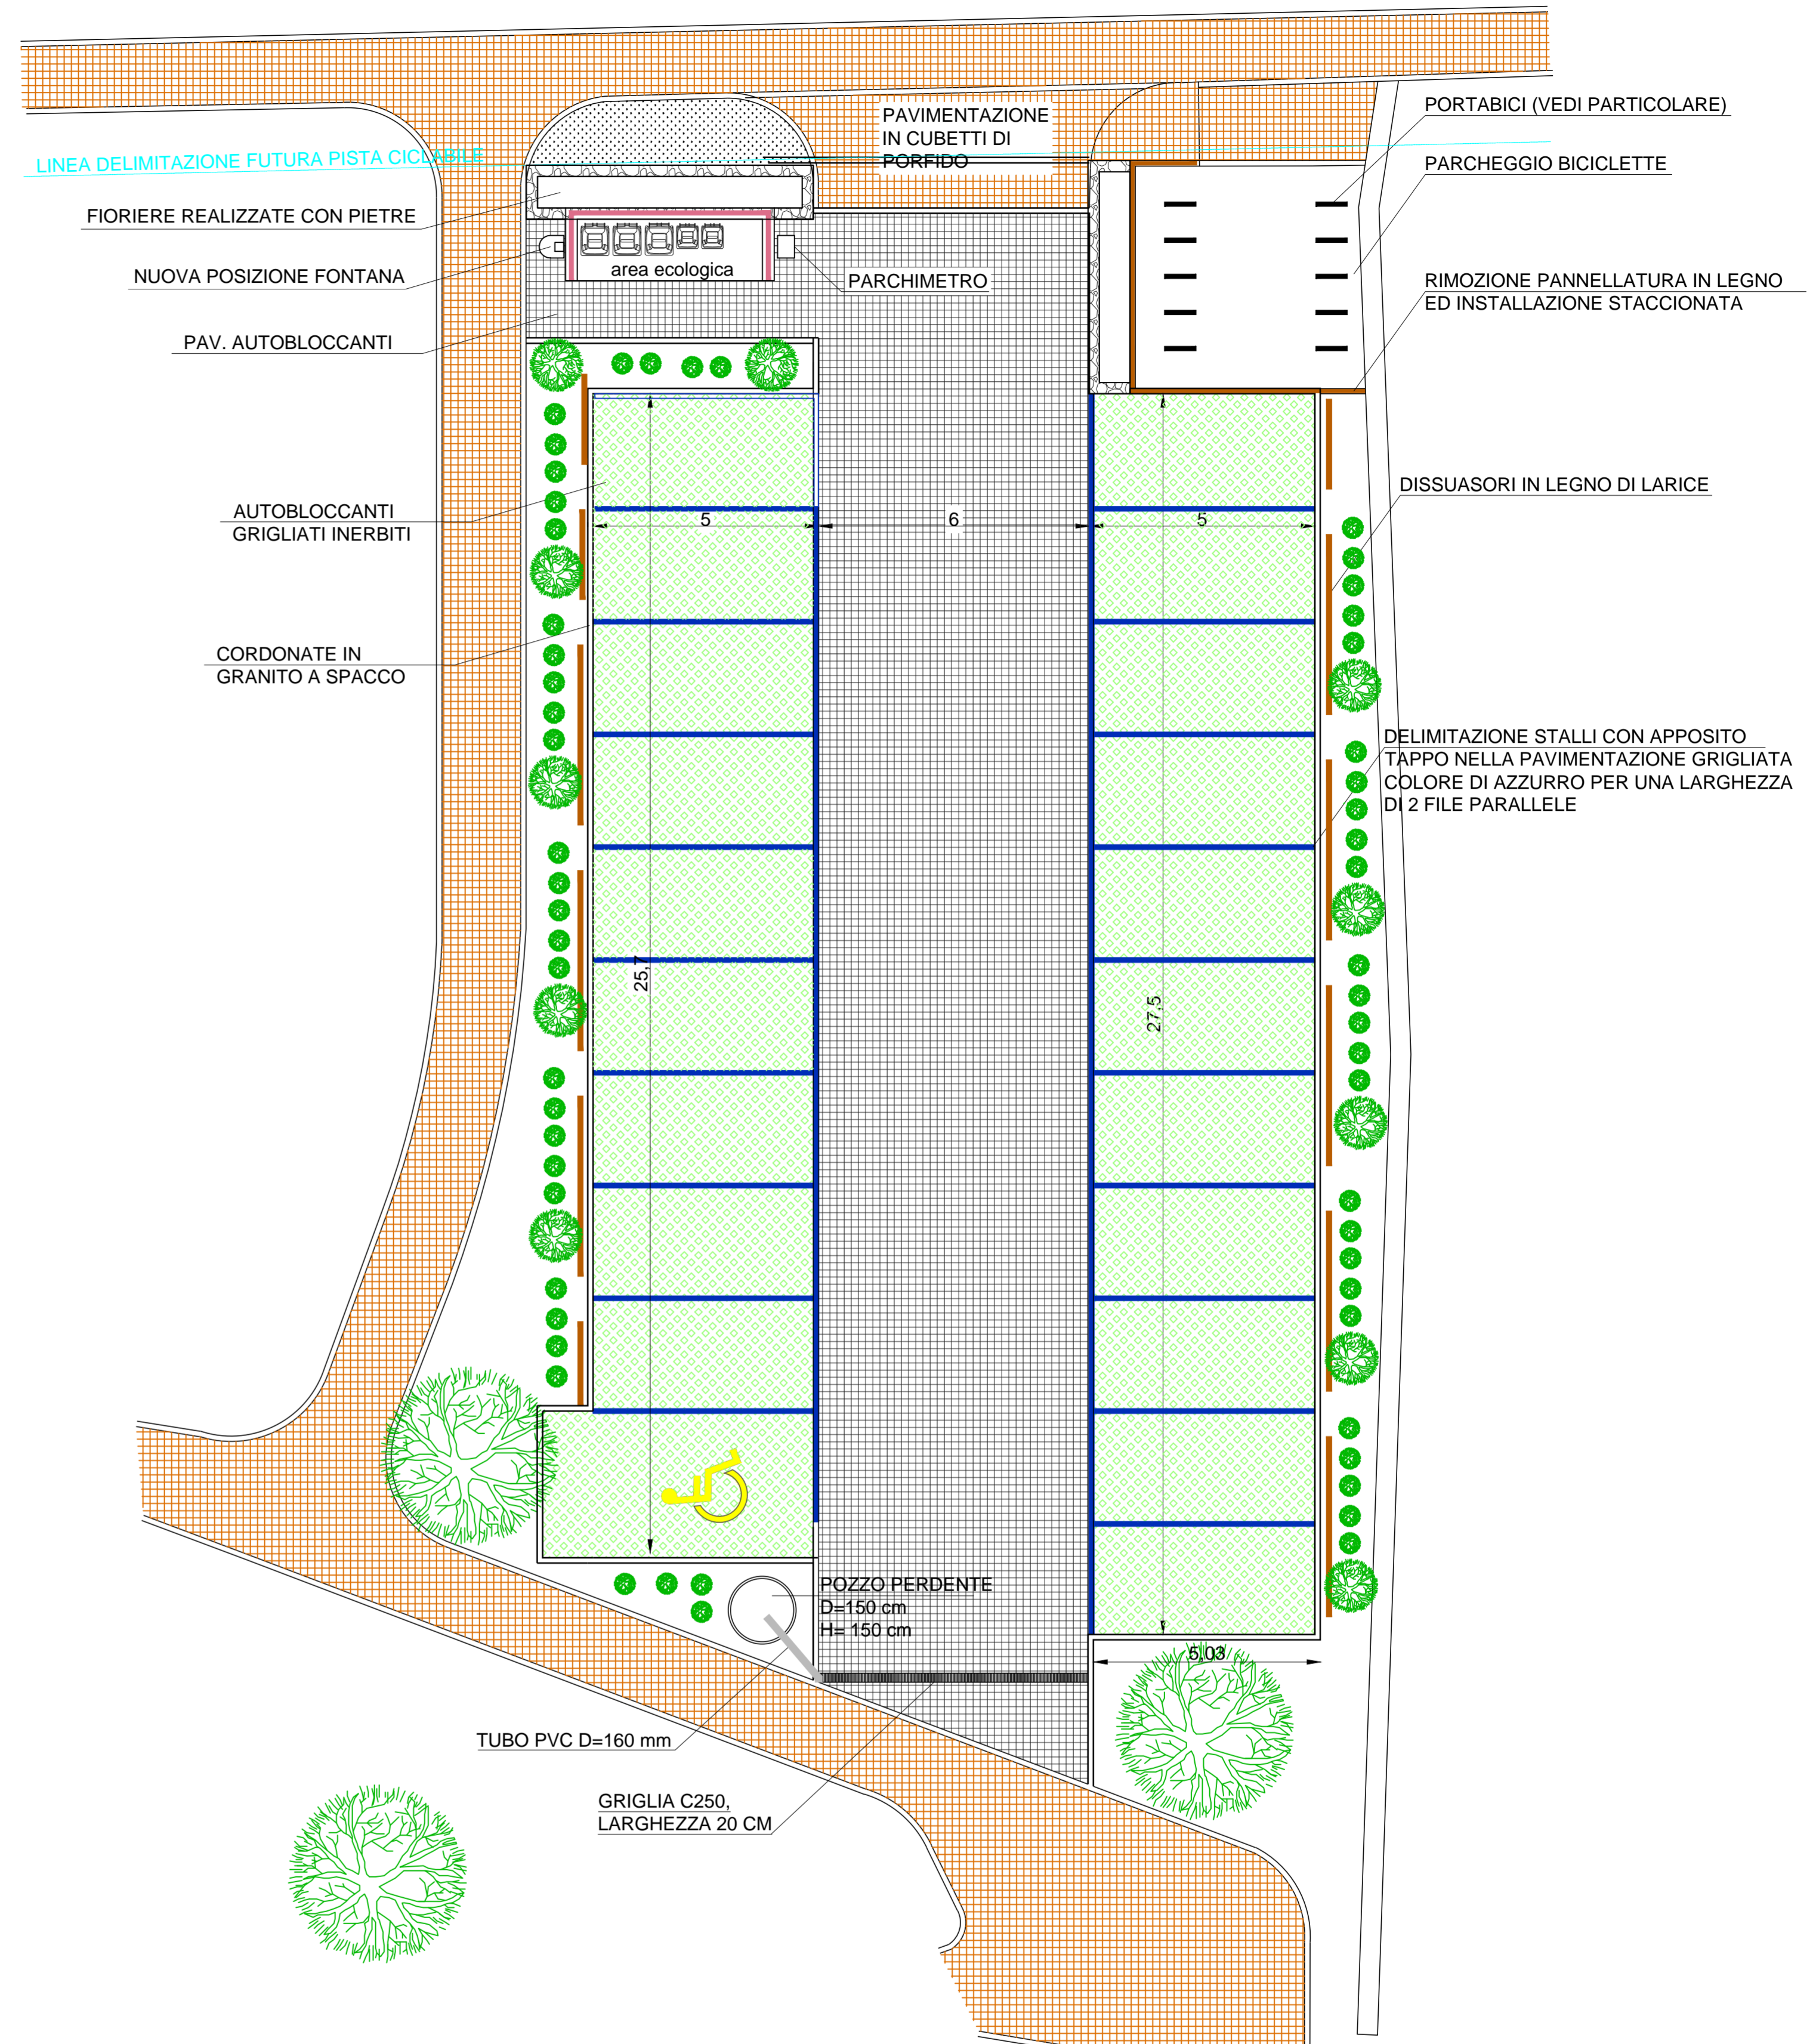 PAVIMENTAZIONE
IN CUBETTI DI
PORFIDO
PORTABICI (VEDI PARTICOLARE)
LINEA DELIMITAZIONE FUTURA PISTA CICLABILE
PARCHEGGIO BICICLETTE
FIORIERE REALIZZATE CON PIETRE
NUOVA POSIZIONE FONTANA
area ecologica
PARCHIMETRO
RIMOZIONE PANNELLATURA IN LEGNO
ED INSTALLAZIONE STACCIONATA
PAV. AUTOBLOCCANTI
DISSUASORI IN LEGNO DI LARICE
AUTOBLOCCANTI
GRIGLIATI INERBITI
5
6
5
CORDONATE IN
GRANITO A SPACCO
DELIMITAZIONE STALLI CON APPOSITO
TAPPO NELLA PAVIMENTAZIONE GRIGLIATA
COLORE DI AZZURRO PER UNA LARGHEZZA
DI 2 FILE PARALLELE
25,7
27,5
POZZO PERDENTE
D=150 cm
H= 150 cm
5,03
TUBO PVC D=160 mm
GRIGLIA C250,
LARGHEZZA 20 CM